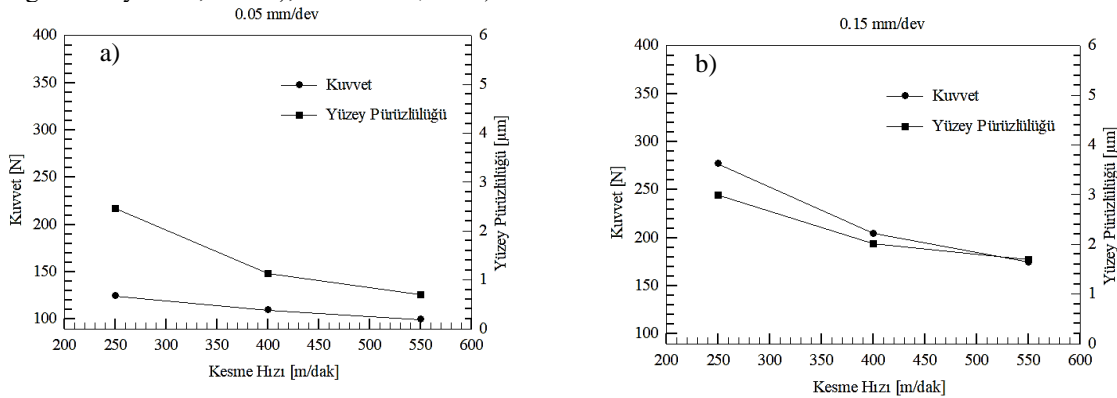 0.05 mm/dev
a)
Kuvvet
Yüzey Pürüzlülüğü
400
350
300
250
200
150
100
Kuvvet [N]
6
5
4
3
2
1
0
Yüzey Pürüzlülüğü [µm]
200 250 300 350 400 450 500 550 600
Kesme Hızı [m/dak]
0.15 mm/dev
b)
Kuvvet
Yüzey Pürüzlülüğü
400
350
300
250
200
150
100
Kuvvet [N]
6
5
4
3
2
1
0
Yüzey Pürüzlülüğü [µm]
200 250 300 350 400 450 500 550 600
Kesme Hızı [m/dak]